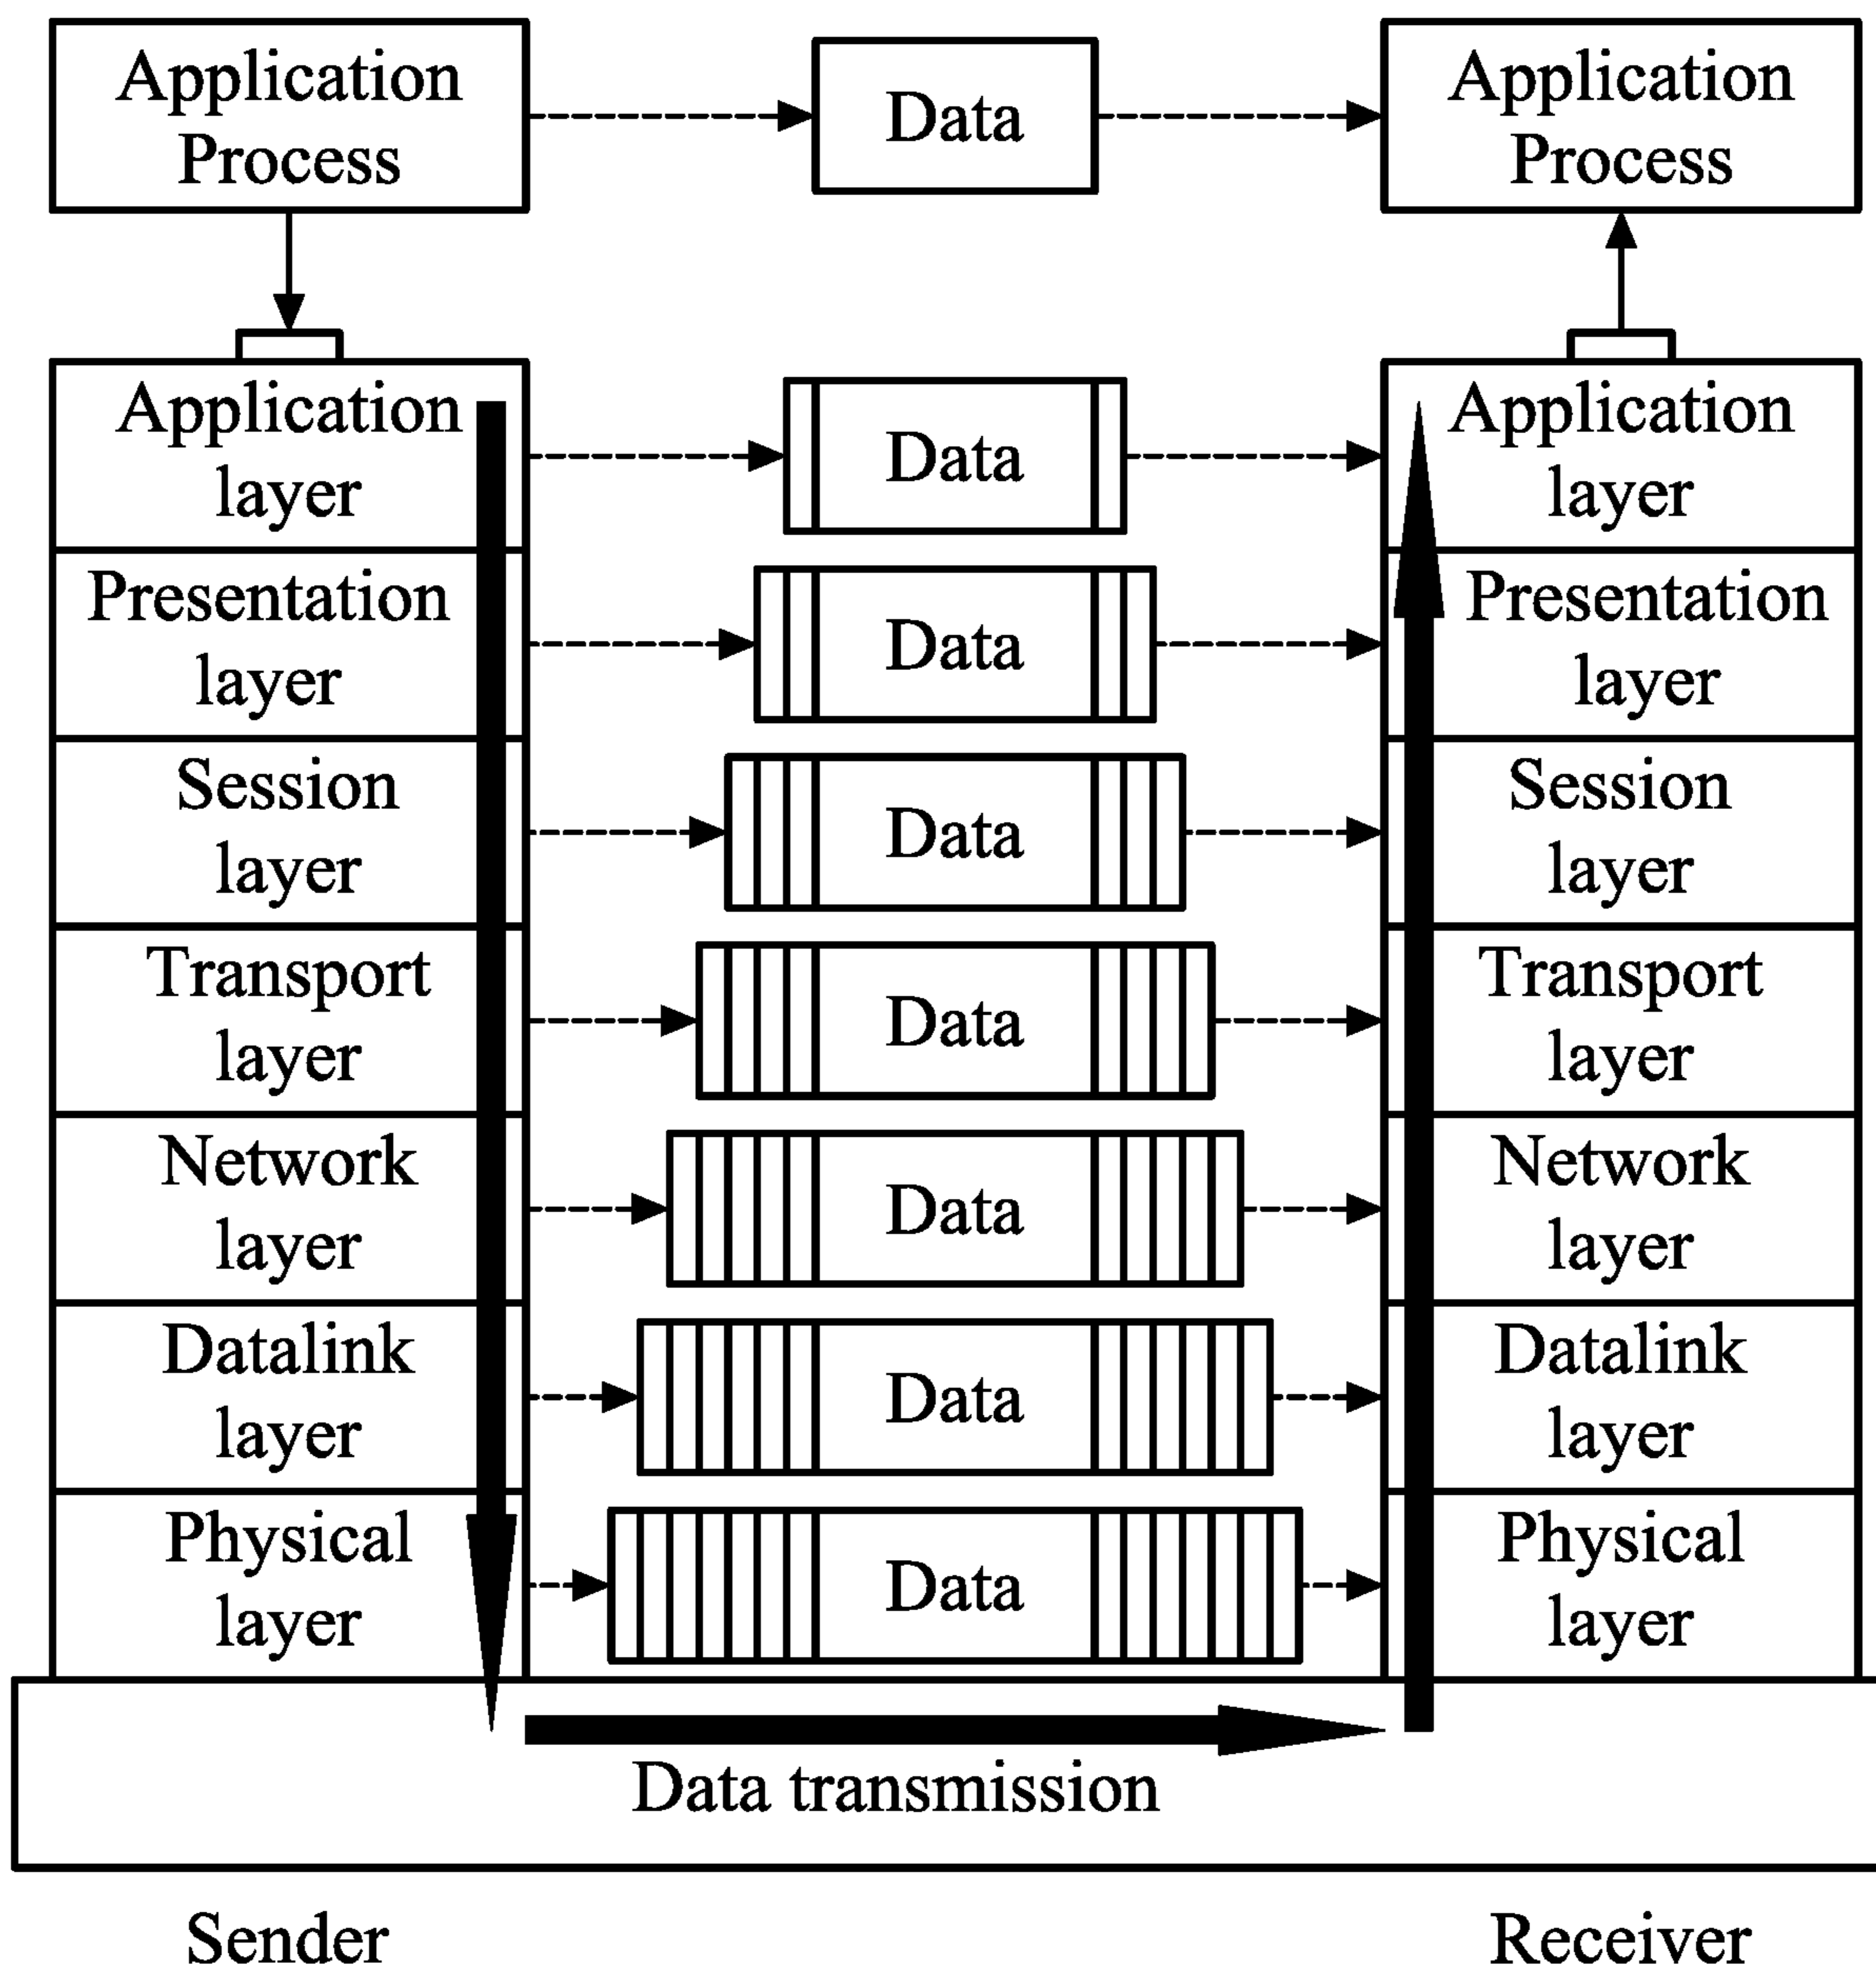 Application
Process
Data
Application
Process
Application
layer
Data
Application
layer
Presentation
layer
Data
Presentation
layer
Session
layer
Data
Session
layer
Transport
layer
Data
Transport
layer
Network
layer
Data
Network
layer
Datalink
layer
Data
Datalink
layer
Physical
layer
Data
Physical
layer
Data transmission
Sender
Receiver